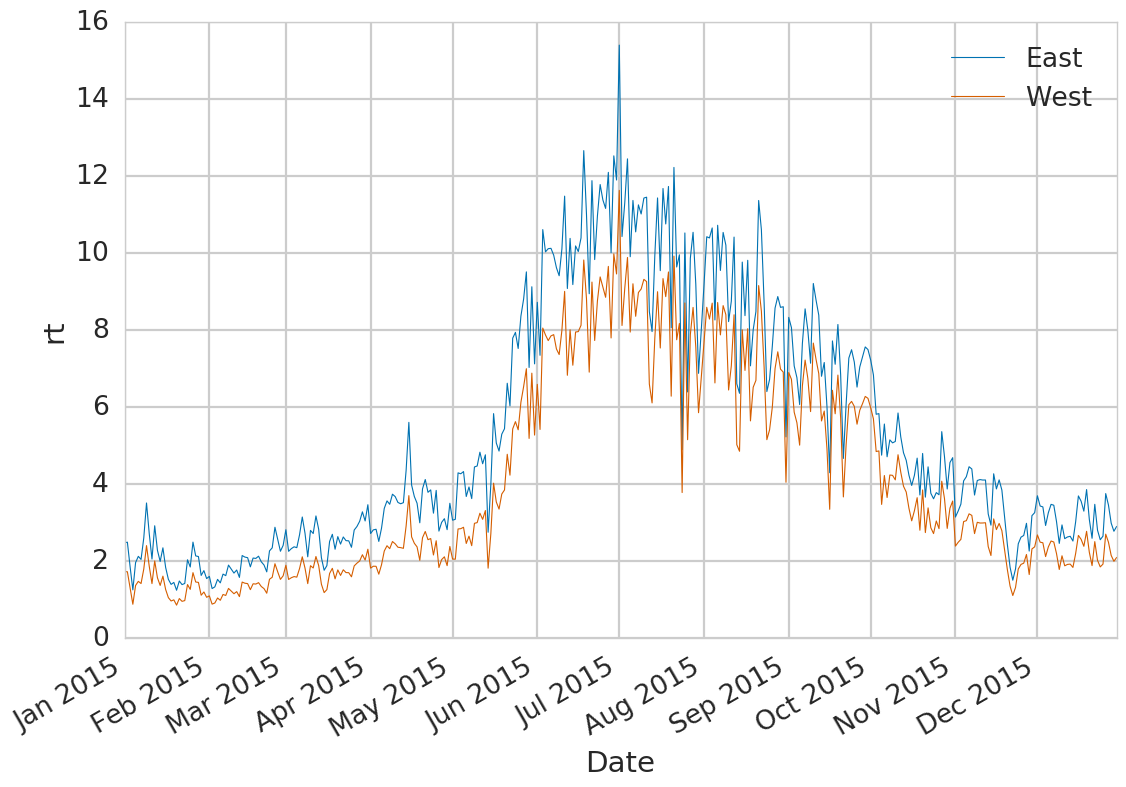 16
14
12
10
8
6
4
2
0
rt
East
West
Jan 2015
Feb 2015
Mar 2015
Apr 2015
May 2015
Jun 2015
Jul 2015
Aug 2015
Sep 2015
Oct 2015
Nov 2015
Dec 2015
Date